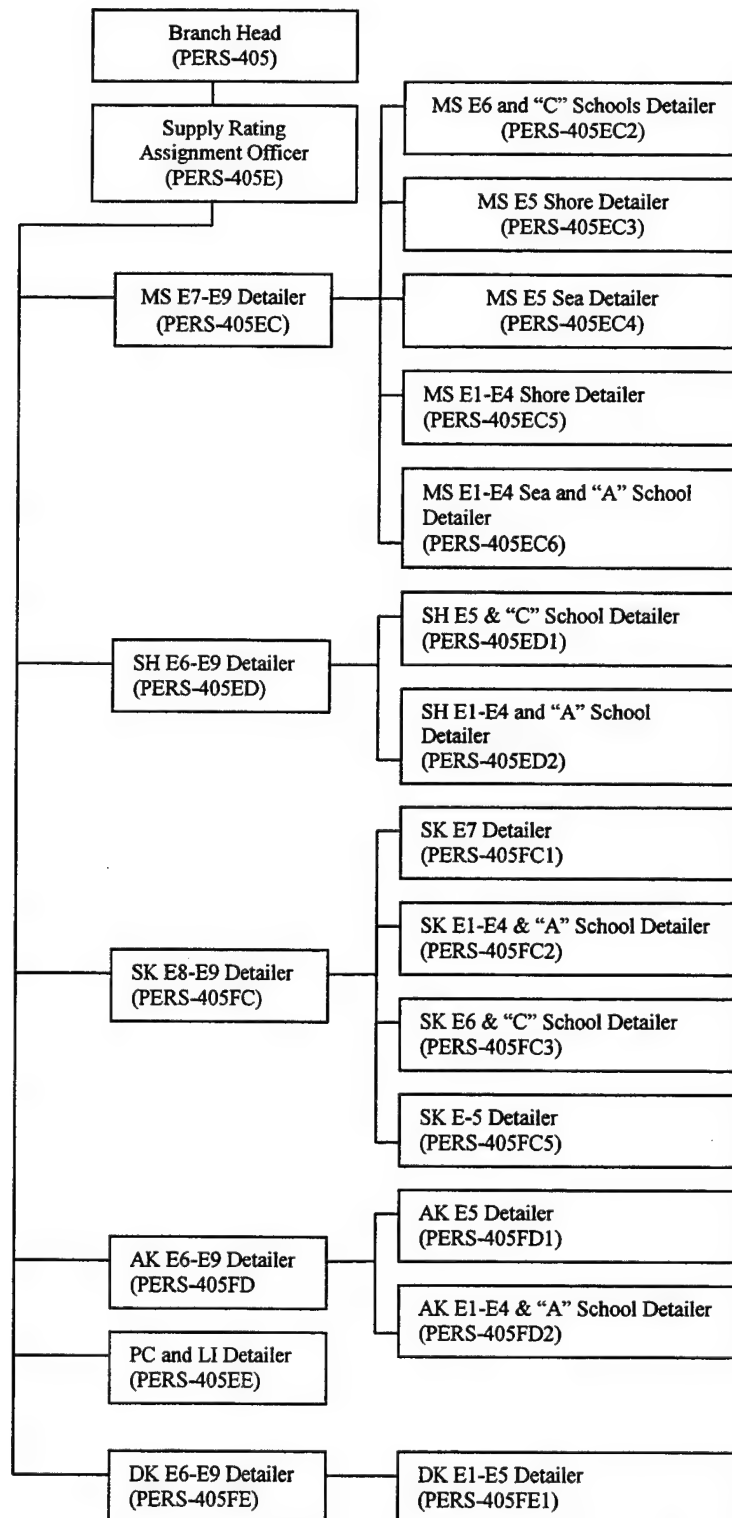 Branch Head
(PERS-405)
Supply Rating
Assignment Officer
(PERS-405E)
MS E7-E9 Detailer
(PERS-405EC)
MS E6 and “C” Schools Detailer
(PERS-405EC2)
MS E5 Shore Detailer
(PERS-405EC3)
MS E5 Sea Detailer
(PERS-405EC4)
MS E1-E4 Shore Detailer
(PERS-405EC5)
MS E1-E4 Sea and “A” School
Detailer
(PERS-405EC6)
SH E6-E9 Detailer
(PERS-405ED)
SH E5 & “C” School Detailer
(PERS-405ED1)
SH E1-E4 and “A” School
Detailer
(PERS-405ED2)
SK E8-E9 Detailer
(PERS-405FC)
SK E7 Detailer
(PERS-405FC1)
SK E1-E4 & “A” School Detailer
(PERS-405FC2)
SK E6 & “C” School Detailer
(PERS-405FC3)
SK E-5 Detailer
(PERS-405FC5)
AK E6-E9 Detailer
(PERS-405FD
AK E5 Detailer
(PERS-405FD1)
AK E1-E4 & “A” School Detailer
(PERS-405FD2)
PC and LI Detailer
(PERS-405EE)
DK E6-E9 Detailer
(PERS-405FE)
DK E1-E5 Detailer
(PERS-405FE1)